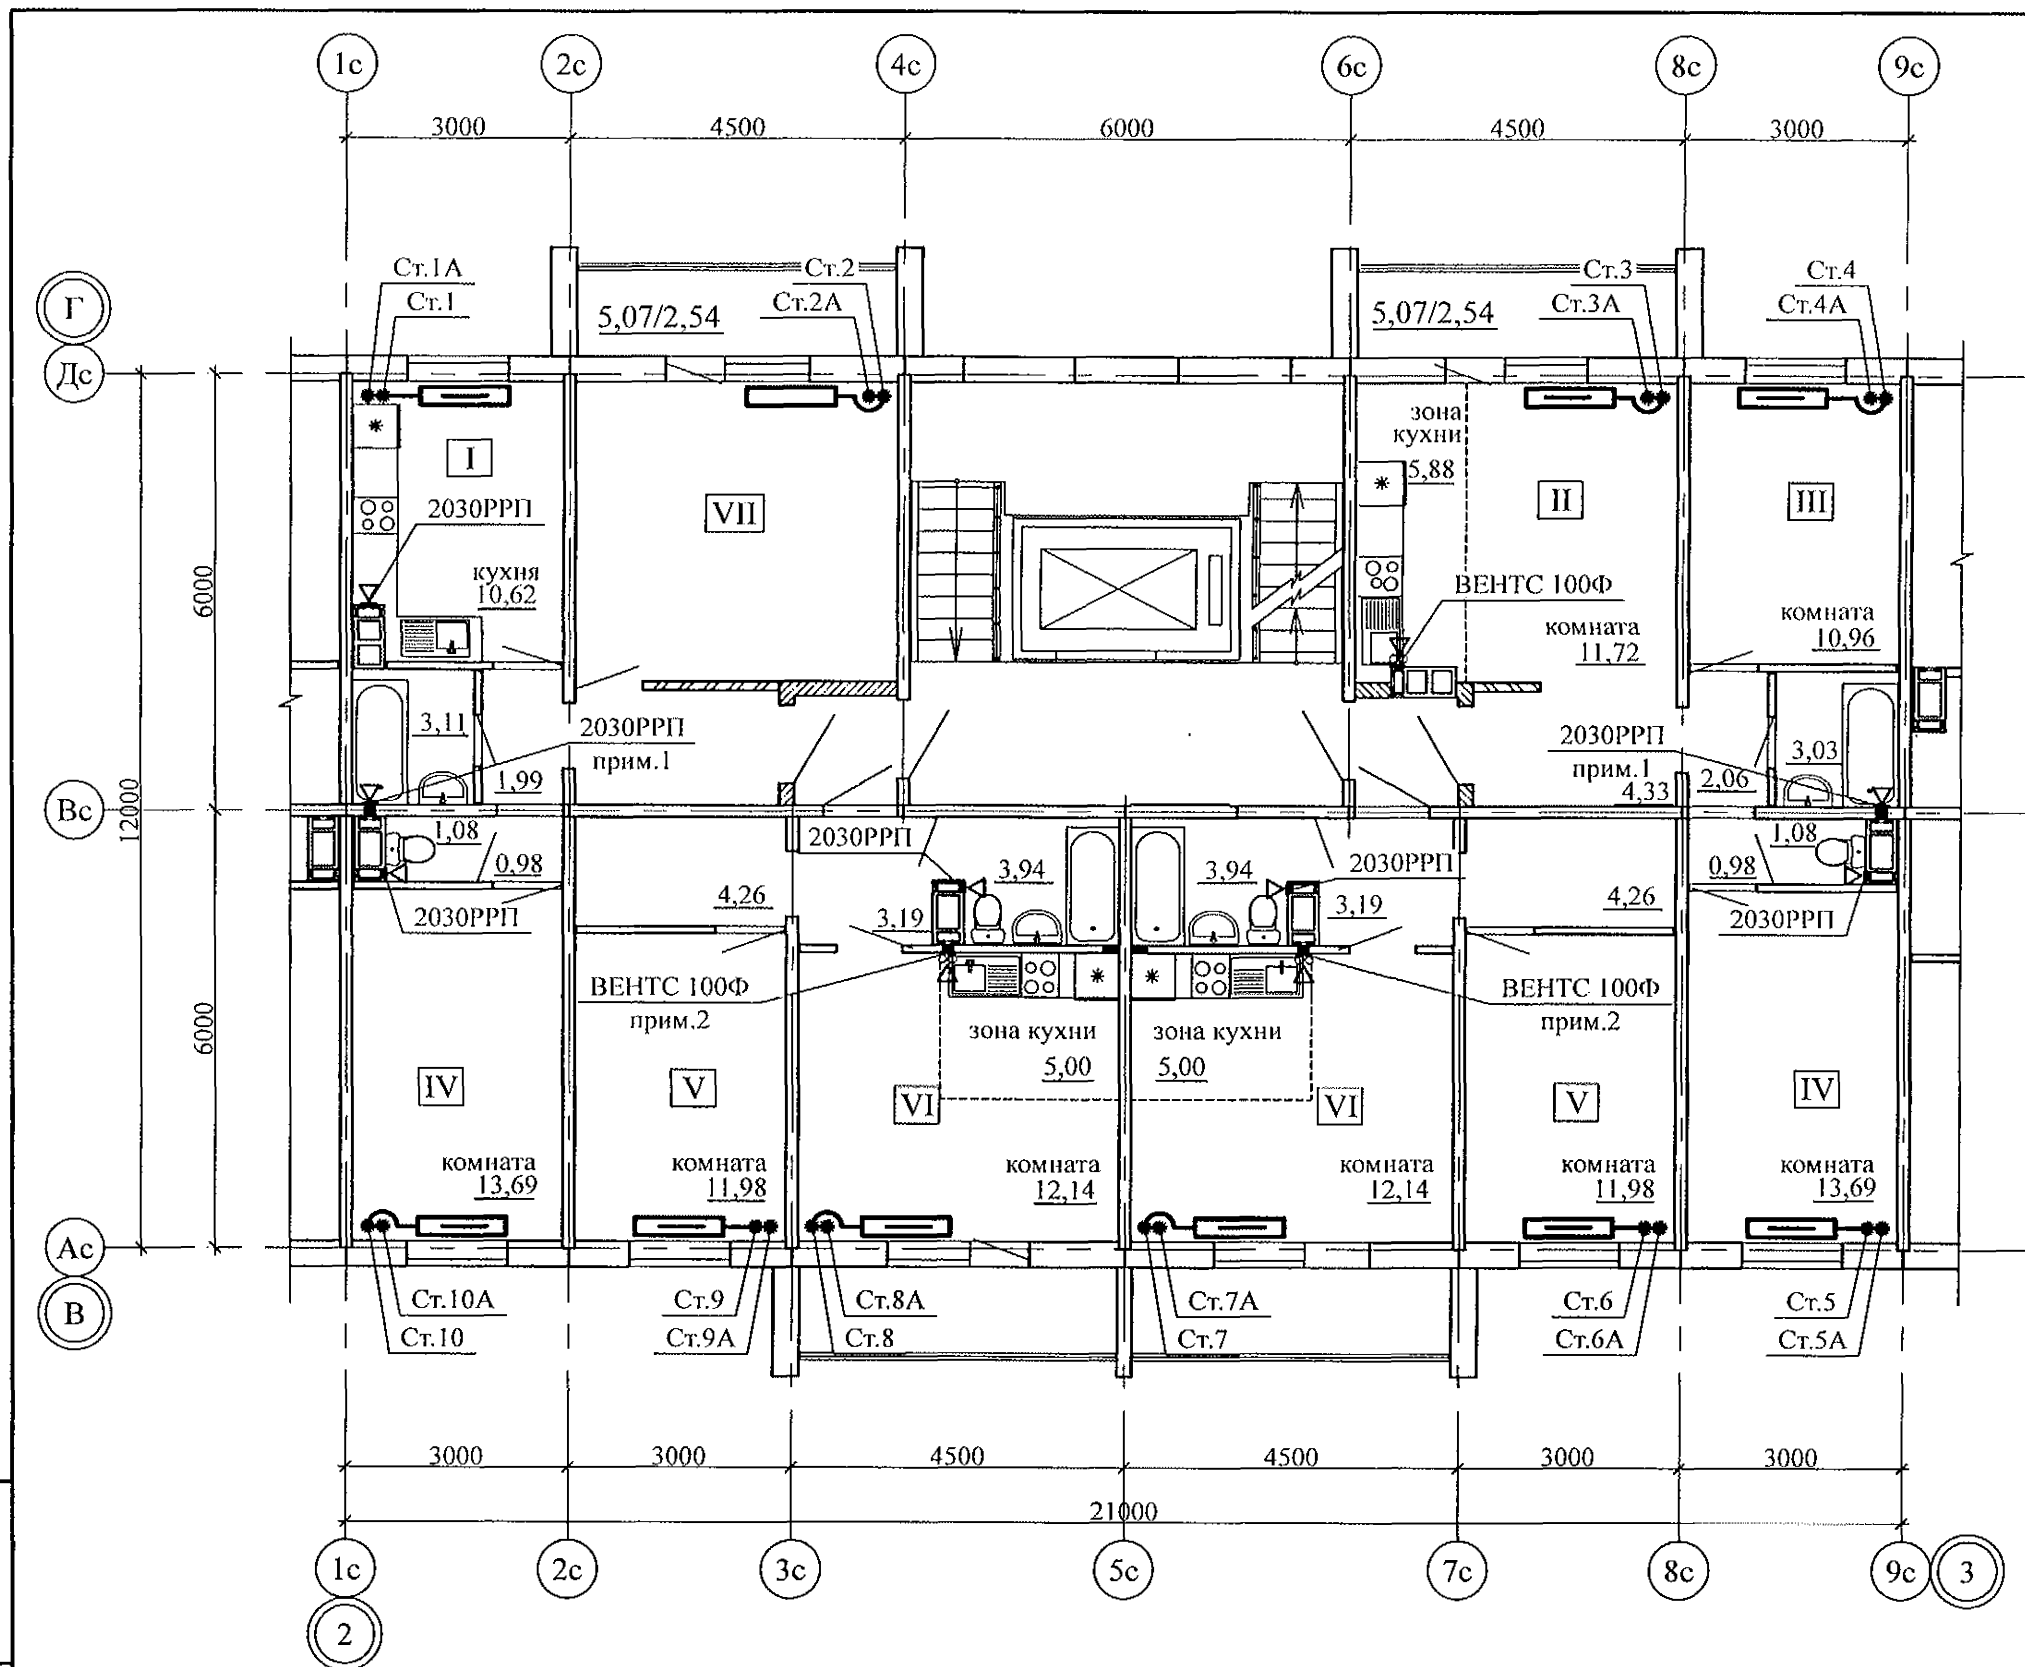 1с 2с 4с 6с 8с 9с
3000 4500 6000 4500 3000
Ст.1А Ст.2 Ст.3 Ст.4
Ст.1 Ст.2А Ст.3А Ст.4А
Г
5,07/2,54 5,07/2,54
Дс
зона
кухни
5,88
I
VII II III
2030РРП
кухня
10,62
ВЕНТС 100Ф
6000
комната
11,72
комната
10,96
3,11
2030РРП
прим.1
1,99
2030РРП
прим.1
4,33
2,06
3,03
Вс
12000
1,08
0,98
2030РРП
2030РРП
3,94 3,94
2030РРП
1,08
0,98
4,26
3,19 3,19
4,26
2030РРП
ВЕНТС 100Ф
прим.2
ВЕНТС 100Ф
прим.2
6000
зона кухни зона кухни
5,00 5,00
IV V VI VI V IV
комната комната комната комната комната комната
13,69 11,98 12,14 12,14 11,98 13,69
Ас
В
Ст.10А Ст.9 Ст.8А Ст.7А Ст.6 Ст.5
Ст.10 Ст.9А Ст.8 Ст.7 Ст.6А Ст.5А
3000 3000 4500 4500 3000 3000
21000
1с 2с 3с 5с 7с 8с 9с 3
2